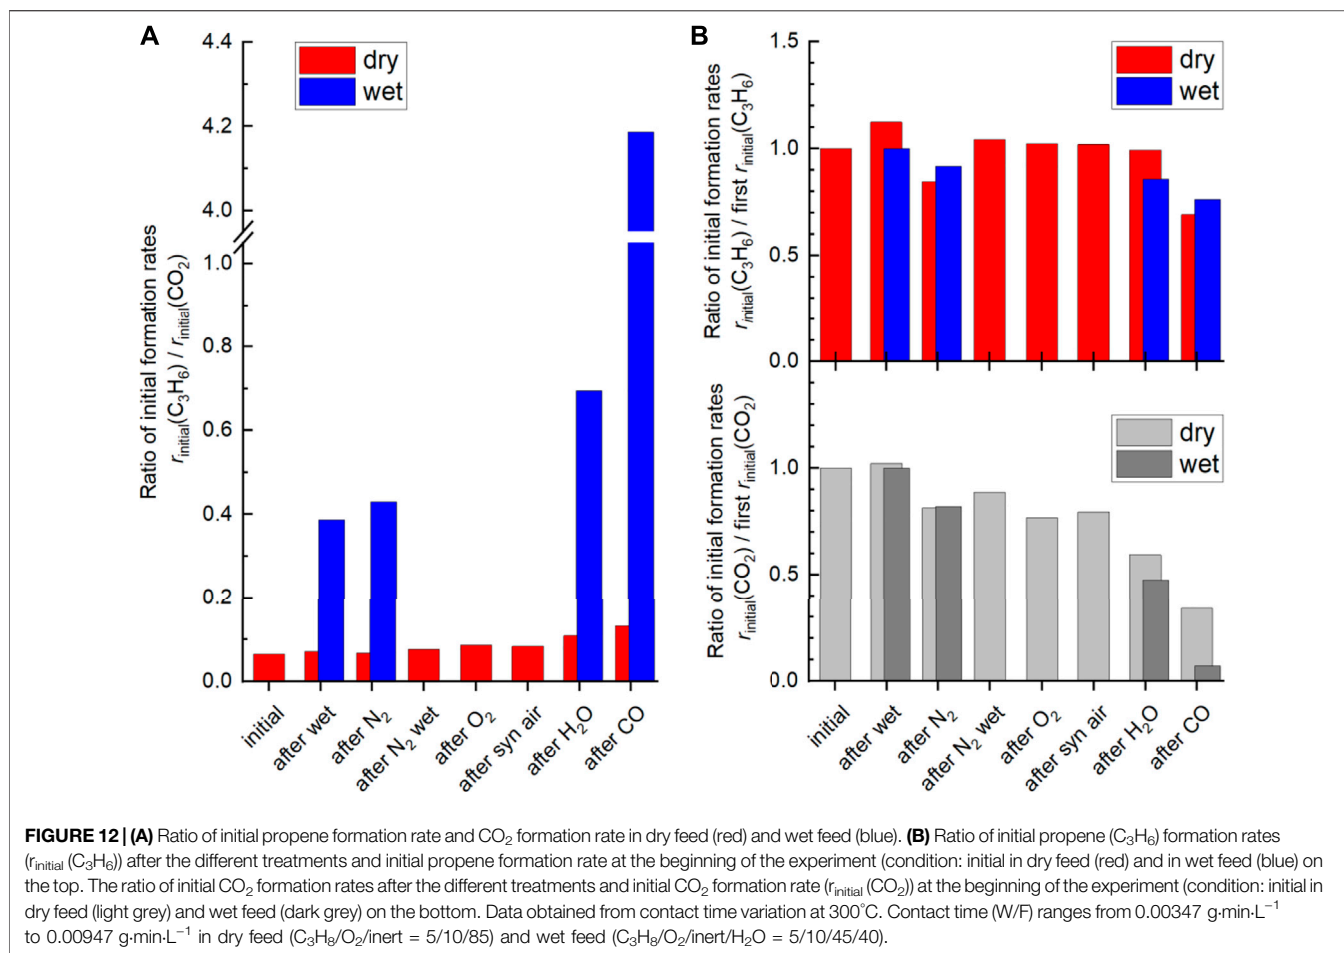 A
Ratio of initial formation rates
r_initial(C3H6) / r_initial(CO2)
4.4
4.2
4.0
1.0
0.8
0.6
0.4
0.2
0.0
dry
wet
initial
after wet
after N2
after N2 wet
after O2
after syn air
after H2O
after CO
B
Ratio of initial formation rates
r_initial(C3H6) / first r_initial(C3H6)
1.5
1.0
0.5
0.0
dry
wet
Ratio of initial formation rates
r_initial(CO2) / first r_initial(CO2)
1.0
0.5
0.0
dry
wet
initial
after wet
after N2
after N2 wet
after O2
after syn air
after H2O
after CO
FIGURE 12 | (A) Ratio of initial propene formation rate and CO2 formation rate in dry feed (red) and wet feed (blue). (B) Ratio of initial propene (C3H6) formation rates
(r_initial (C3H6)) after the different treatments and initial propene formation rate at the beginning of the experiment (condition: initial in dry feed (red) and in wet feed (blue) on
the top. The ratio of initial CO2 formation rates after the different treatments and initial CO2 formation rate (r_initial (CO2)) at the beginning of the experiment (condition: initial in
dry feed (light grey) and wet feed (dark grey) on the bottom. Data obtained from contact time variation at 300°C. Contact time (W/F) ranges from 0.00347 g·min·L⁻¹
to 0.00947 g·min·L⁻¹ in dry feed (C3H8/O2/inert = 5/10/85) and wet feed (C3H8/O2/inert/H2O = 5/10/45/40).